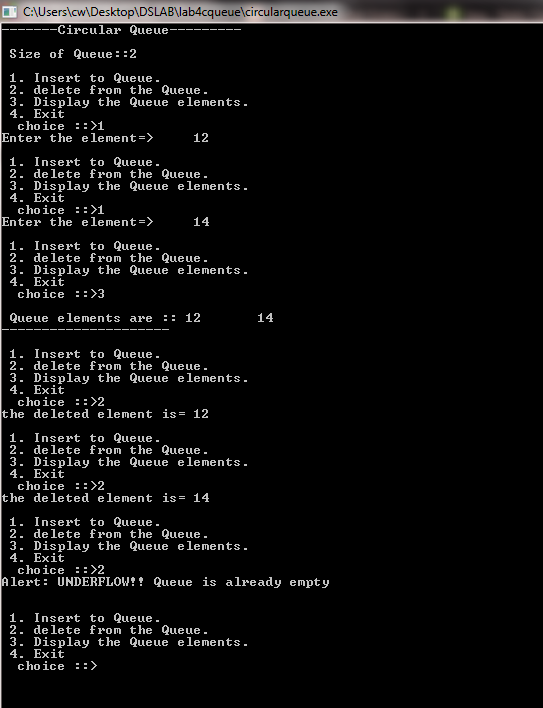 C:\Users\cw\Desktop\DSLAB\lab4cqueue\circularqueue.exe
-------Circular Queue---------
Size of Queue::2
1. Insert to Queue.
2. delete from the Queue.
3. Display the Queue elements.
4. Exit
choice ::>1
Enter the element=> 12
1. Insert to Queue.
2. delete from the Queue.
3. Display the Queue elements.
4. Exit
choice ::>1
Enter the element=> 14
1. Insert to Queue.
2. delete from the Queue.
3. Display the Queue elements.
4. Exit
choice ::>3
Queue elements are :: 12 14
---------------------
1. Insert to Queue.
2. delete from the Queue.
3. Display the Queue elements.
4. Exit
choice ::>2
the deleted element is= 12
1. Insert to Queue.
2. delete from the Queue.
3. Display the Queue elements.
4. Exit
choice ::>2
the deleted element is= 14
1. Insert to Queue.
2. delete from the Queue.
3. Display the Queue elements.
4. Exit
choice ::>2
Alert: UNDERFLOW!! Queue is already empty
1. Insert to Queue.
2. delete from the Queue.
3. Display the Queue elements.
4. Exit
choice ::>